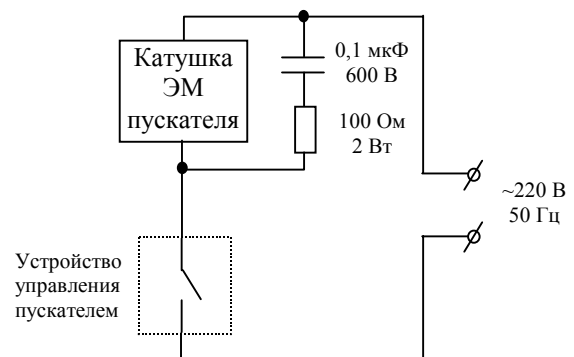 Катушка
ЭМ
пускателя
0,1 мкФ
600 В
100 Ом
2 Вт
~220 В
50 Гц
Устройство
управления
пускателем